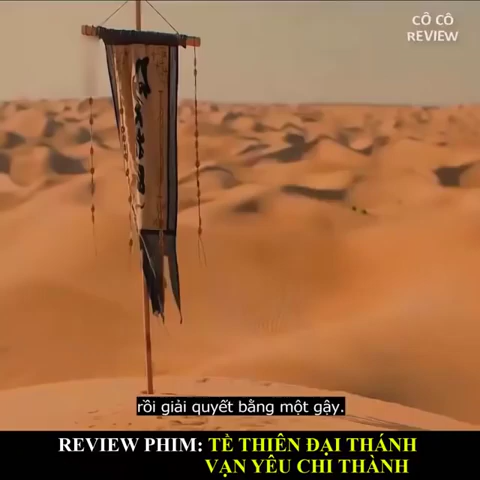 CÔ CÔ
REVIEW
rồi giải quyết bằng một gậy.
REVIEW PHIM: TỀ THIÊN ĐẠI THÁNH
VẠN YÊU CHI THÀNH